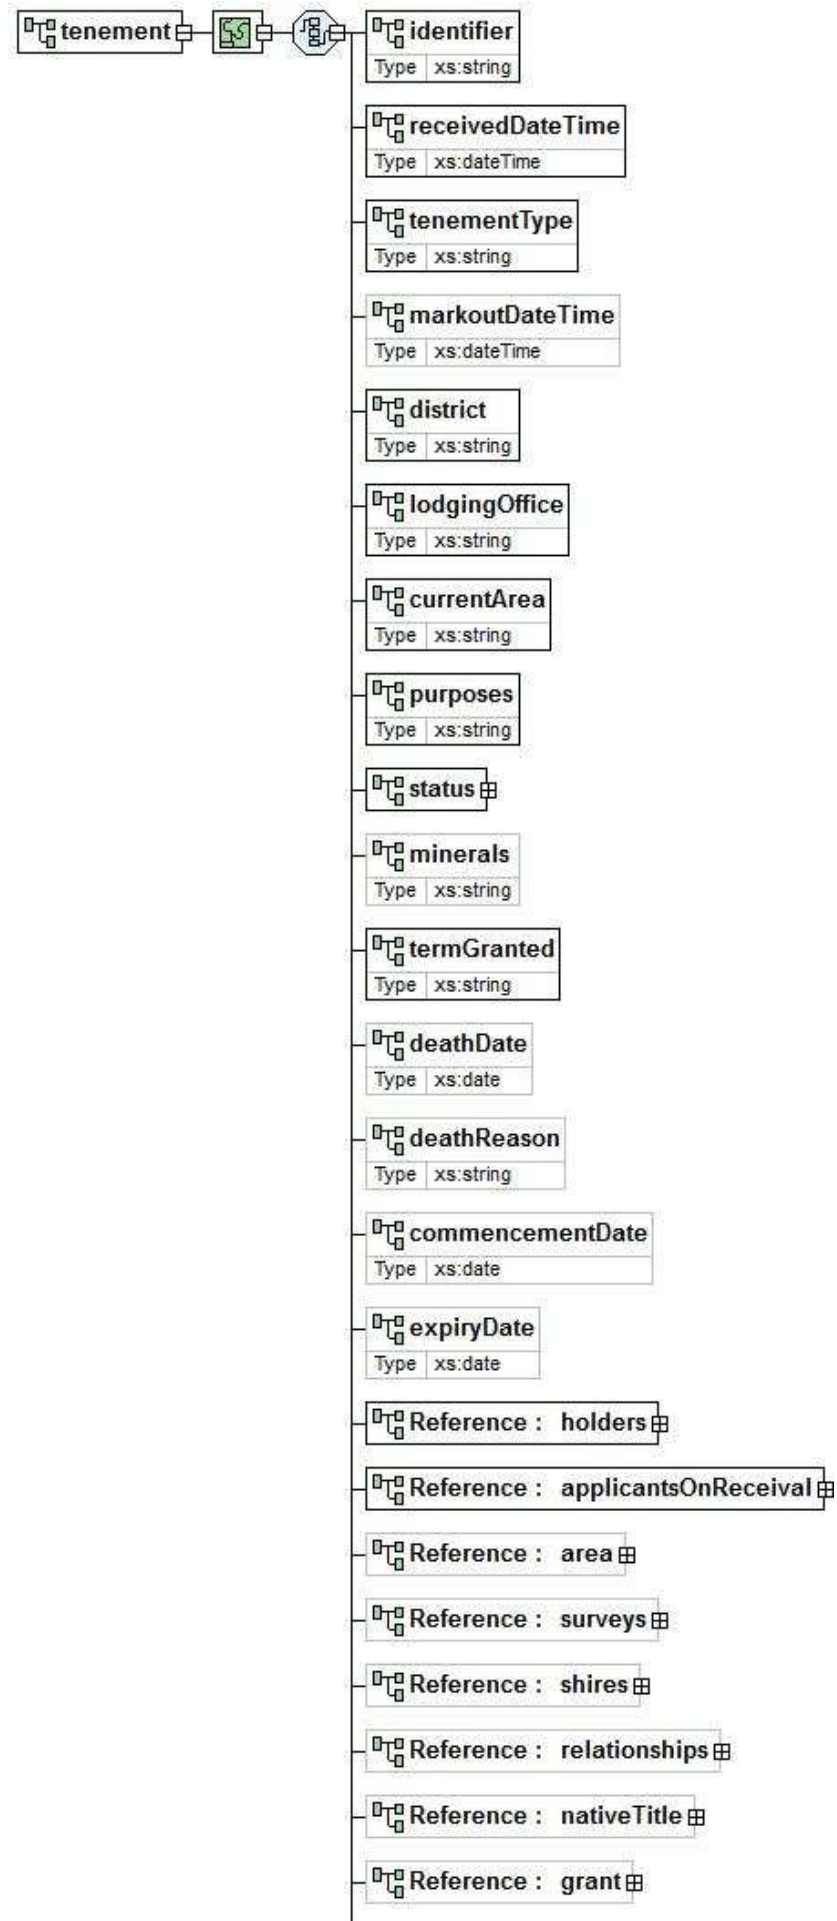 tenement
identifier
Type xs:string
receivedDateTime
Type xs:dateTime
tenementType
Type xs:string
markoutDateTime
Type xs:dateTime
district
Type xs:string
lodgingOffice
Type xs:string
currentArea
Type xs:string
purposes
Type xs:string
status
minerals
Type xs:string
termGranted
Type xs:string
deathDate
Type xs:date
deathReason
Type xs:string
commencementDate
Type xs:date
expiryDate
Type xs:date
Reference : holders
Reference : applicantsOnReceival
Reference : area
Reference : surveys
Reference : shires
Reference : relationships
Reference : nativeTitle
Reference : grant